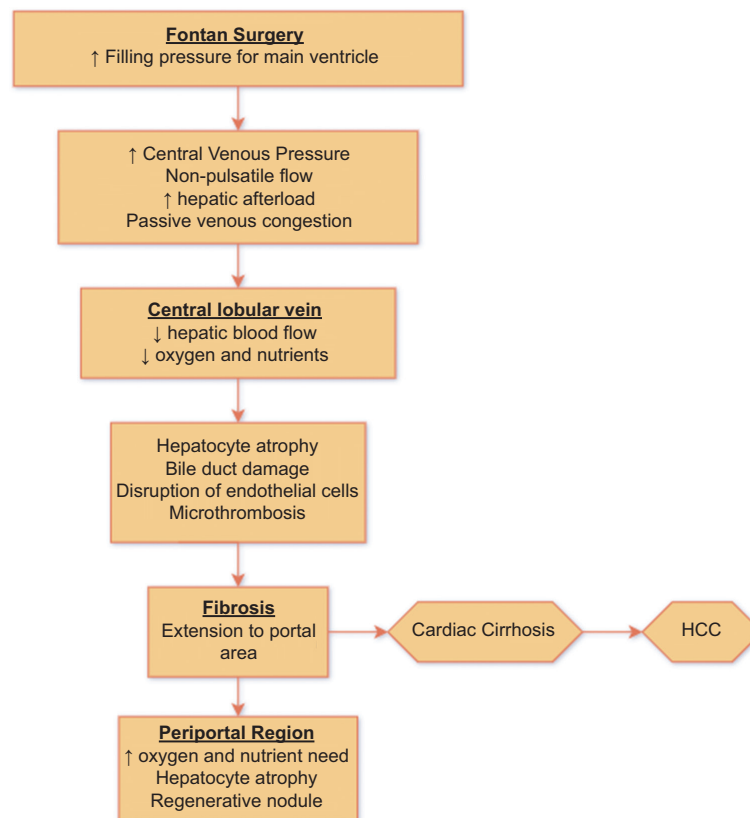 Fontan Surgery
↑ Filling pressure for main ventricle
↑ Central Venous Pressure
Non-pulsatile flow
↑ hepatic afterload
Passive venous congestion
Central lobular vein
↓ hepatic blood flow
↓ oxygen and nutrients
Hepatocyte atrophy
Bile duct damage
Disruption of endothelial cells
Microthrombosis
Fibrosis
Extension to portal
area
Cardiac Cirrhosis
HCC
Periportal Region
↑ oxygen and nutrient need
Hepatocyte atrophy
Regenerative nodule